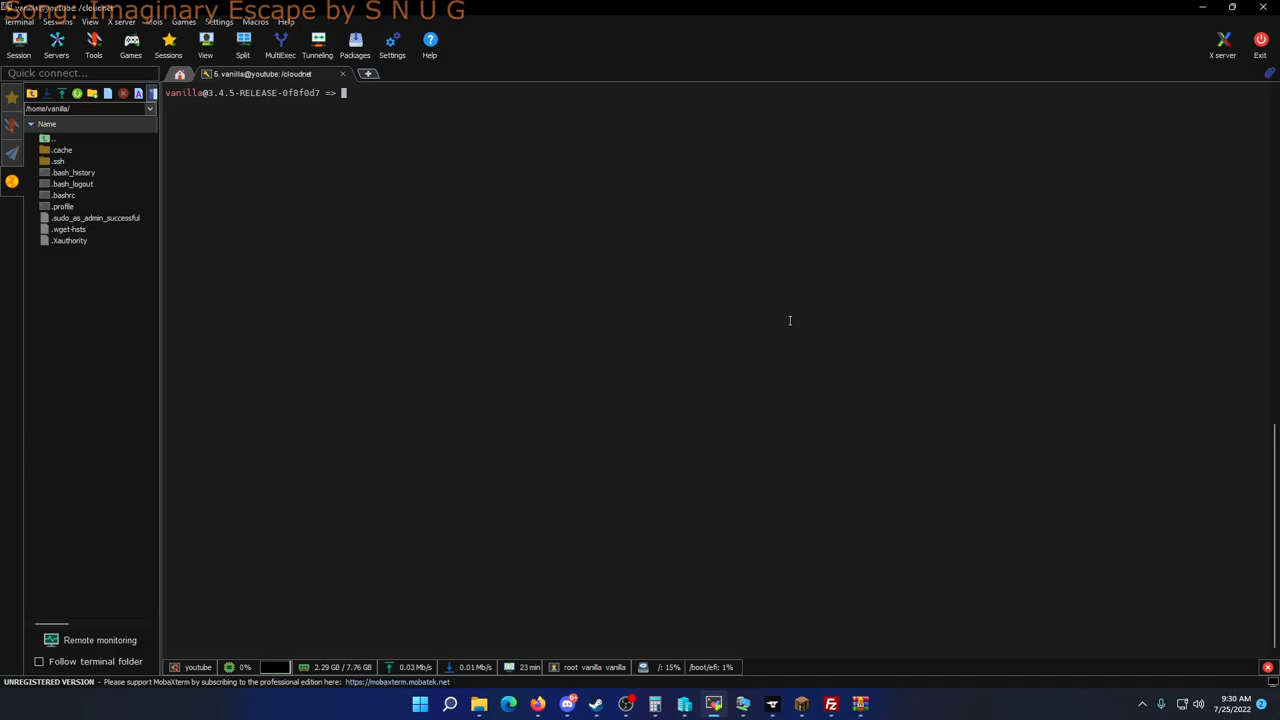 Song: Imaginary Escape by S N U G
Terminal Sessions View X server Tools Games Settings Macros Help
Session Servers Tools Games Sessions View Split MultiExec Tunneling Packages Settings Help X server Exit
Quick connect...
5. vanilla@youtube: /cloudnet
/home/vanilla/
vanilla@3.4.5-RELEASE-0f8f0d7 =>
Name
..
.cache
.ssh
.bash_history
.bash_logout
.bashrc
.profile
.sudo_as_admin_successful
.wget-hsts
.Xauthority
Remote monitoring
Follow terminal folder
youtube 0% 2.29 GB / 7.76 GB 0.03 Mb/s 0.01 Mb/s 23 min root vanilla vanilla /: 15% /boot/efi: 1%
UNREGISTERED VERSION - Please support MobaXterm by subscribing to the professional edition here: https://mobaxterm.mobatek.net
9:30 AM
7/25/2022